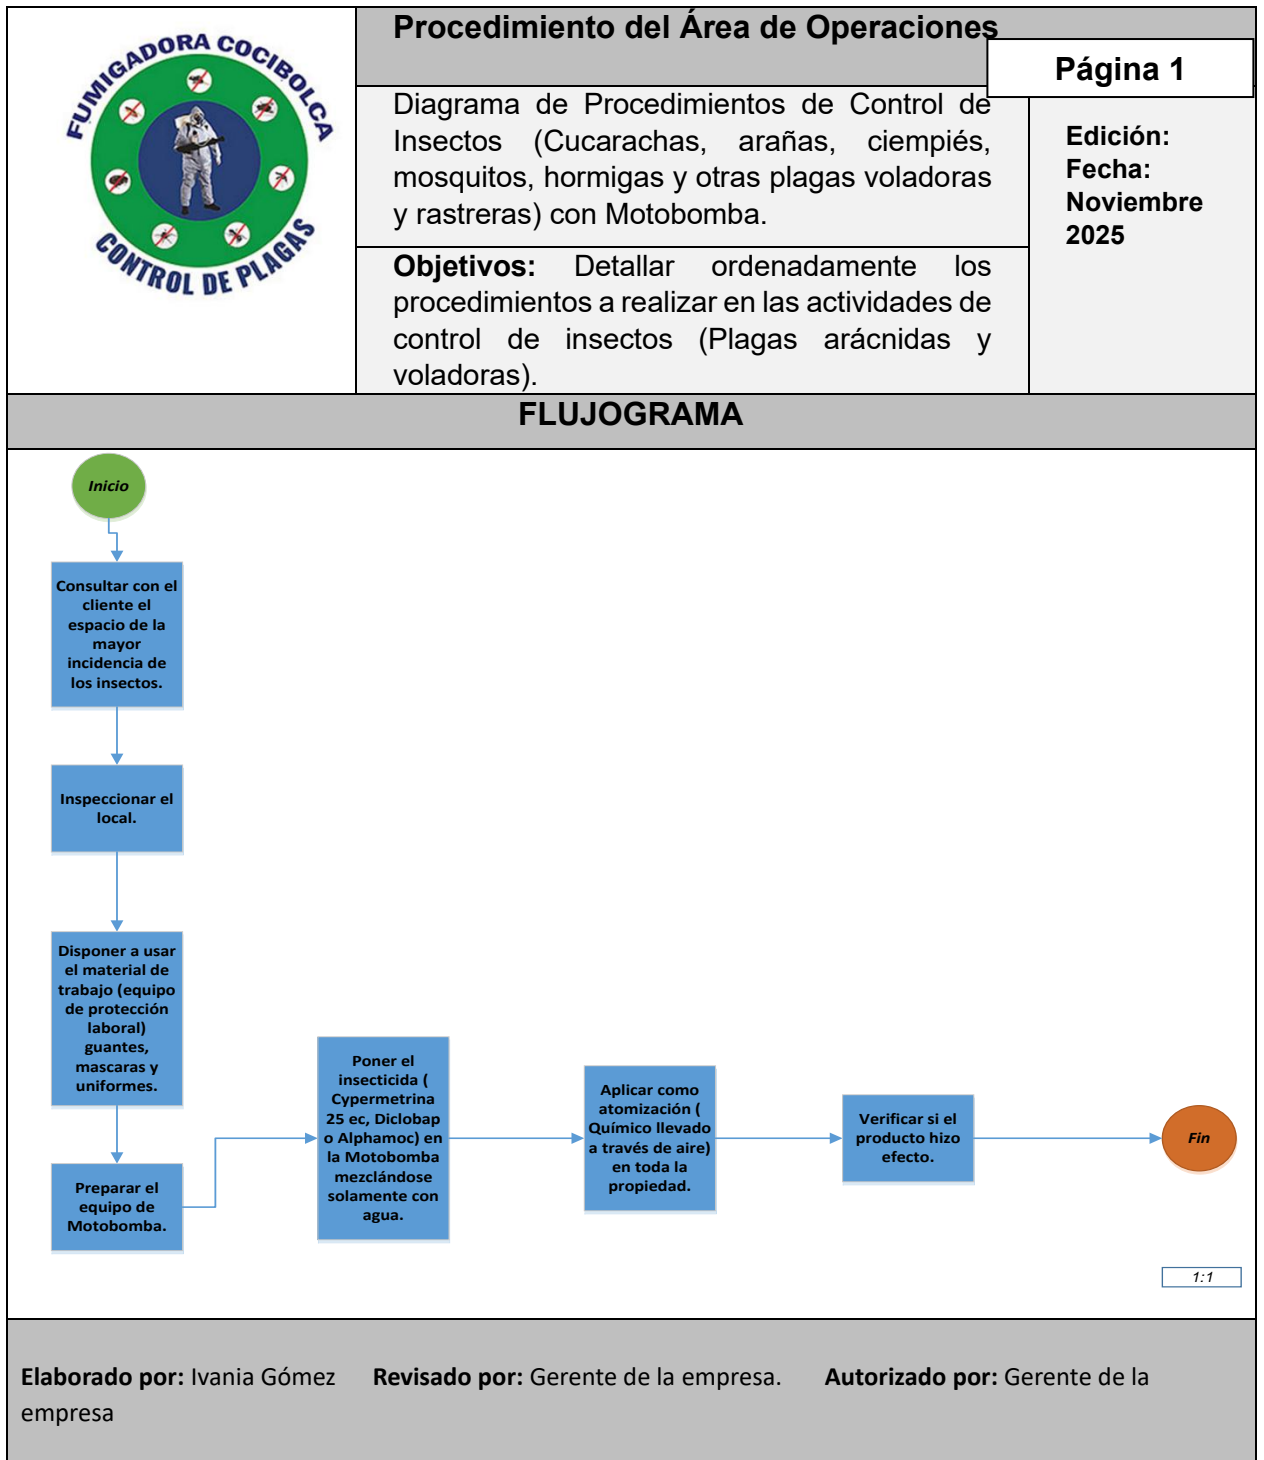 FUMIGADORA COCIBOLCA
CONTROL DE PLAGAS
Procedimiento del Área de Operaciones
Página 1
Diagrama de Procedimientos de Control de
Insectos (Cucarachas, arañas, ciempiés,
mosquitos, hormigas y otras plagas voladoras
y rastreras) con Motobomba.
Edición:
Fecha:
Noviembre
2025
Objetivos: Detallar ordenadamente los
procedimientos a realizar en las actividades de
control de insectos (Plagas arácnidas y
voladoras).
FLUJOGRAMA
Inicio
Consultar con el
cliente el
espacio de la
mayor
incidencia de
los insectos.
Inspeccionar el
local.
Disponer a usar
el material de
trabajo (equipo
de protección
laboral)
guantes,
mascaras y
uniformes.
Preparar el
equipo de
Motobomba.
Poner el
insecticida (
Cypermetrina
25 ec, Diclobap
o Alphamoc) en
la Motobomba
mezclándose
solamente con
agua.
Aplicar como
atomización (
Químico llevado
a través de aire)
en toda la
propiedad.
Verificar si el
producto hizo
efecto.
Fin
1:1
Elaborado por: Ivania Gómez Revisado por: Gerente de la empresa. Autorizado por: Gerente de la
empresa